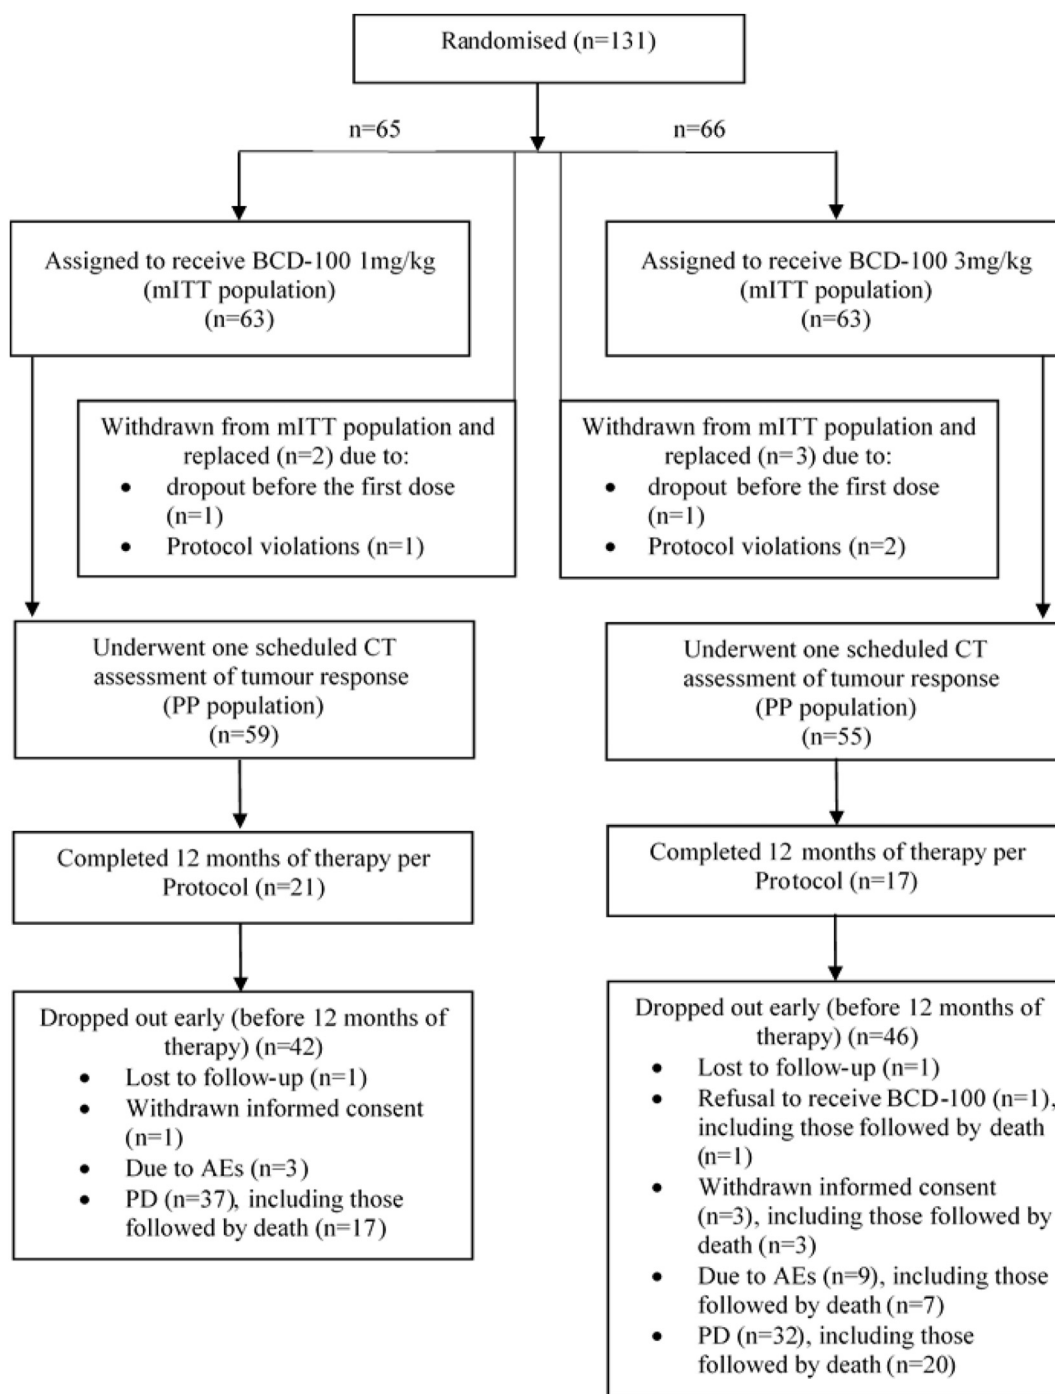 Randomised (n=131)
n=65
n=66
Assigned to receive BCD-100 1mg/kg
(mITT population)
(n=63)
Assigned to receive BCD-100 3mg/kg
(mITT population)
(n=63)
Withdrawn from mITT population and
replaced (n=2) due to:
• dropout before the first dose
(n=1)
• Protocol violations (n=1)
Withdrawn from mITT population and
replaced (n=3) due to:
• dropout before the first dose
(n=1)
• Protocol violations (n=2)
Underwent one scheduled CT
assessment of tumour response
(PP population)
(n=59)
Underwent one scheduled CT
assessment of tumour response
(PP population)
(n=55)
Completed 12 months of therapy per
Protocol (n=21)
Completed 12 months of therapy per
Protocol (n=17)
Dropped out early (before 12 months of
therapy) (n=42)
• Lost to follow-up (n=1)
• Withdrawn informed consent
(n=1)
• Due to AEs (n=3)
• PD (n=37), including those
followed by death (n=17)
Dropped out early (before 12 months of
therapy) (n=46)
• Lost to follow-up (n=1)
• Refusal to receive BCD-100 (n=1),
including those followed by death
(n=1)
• Withdrawn informed consent
(n=3), including those followed by
death (n=3)
• Due to AEs (n=9), including those
followed by death (n=7)
• PD (n=32), including those
followed by death (n=20)